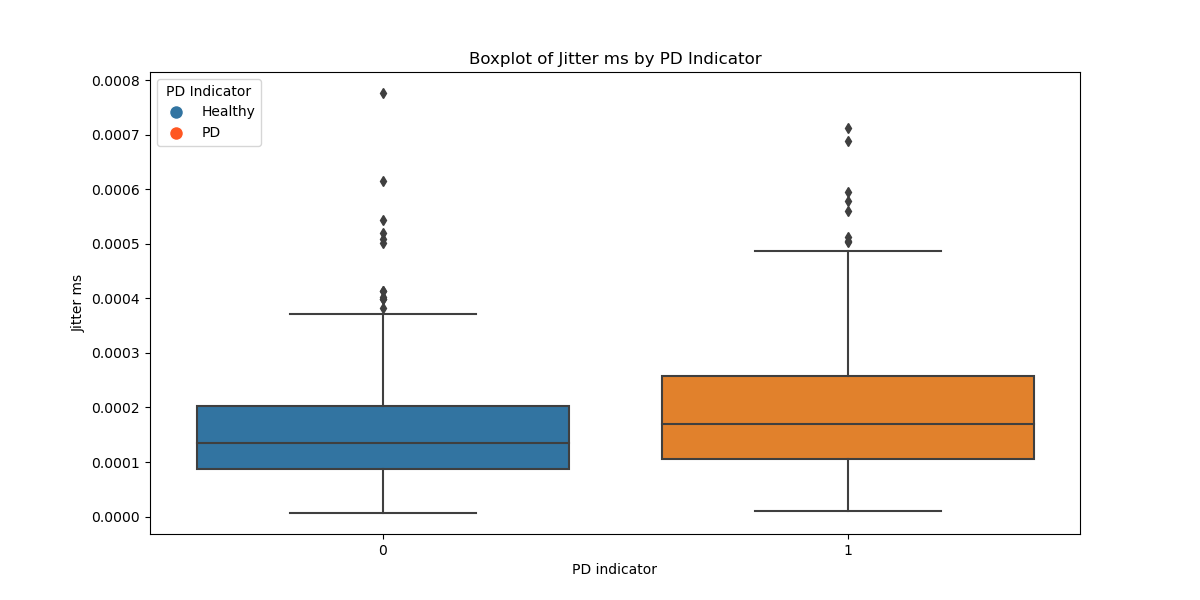 Boxplot of Jitter ms by PD Indicator
PD Indicator
Healthy
PD
Jitter ms
0.0008
0.0007
0.0006
0.0005
0.0004
0.0003
0.0002
0.0001
0.0000
0
1
PD indicator